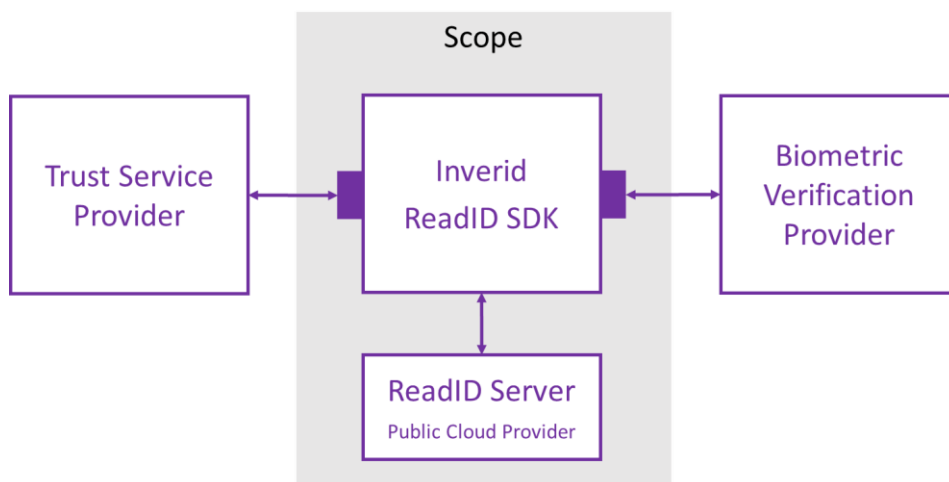 Scope
Trust Service
Provider
Inverid
ReadID SDK
Biometric
Verification
Provider
ReadID Server
Public Cloud Provider